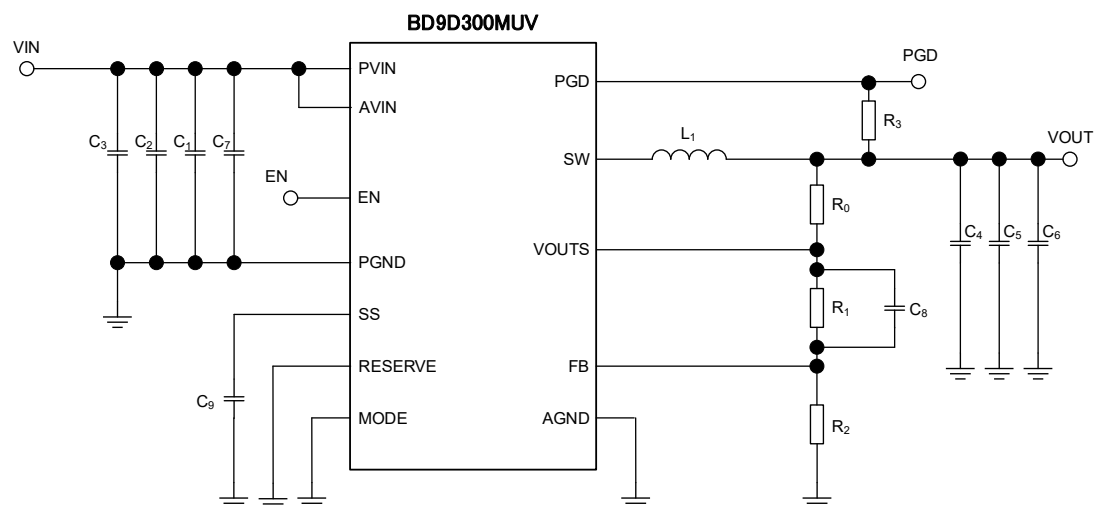 BD9D300MUV
VIN
PVIN
AVIN
C3
C2
C1
C7
EN
EN
PGND
SS
RESERVE
C9
MODE
PGD
PGD
R3
L1
VOUT
SW
R0
C4
C5
C6
VOUTS
R1
C8
FB
AGND
R2